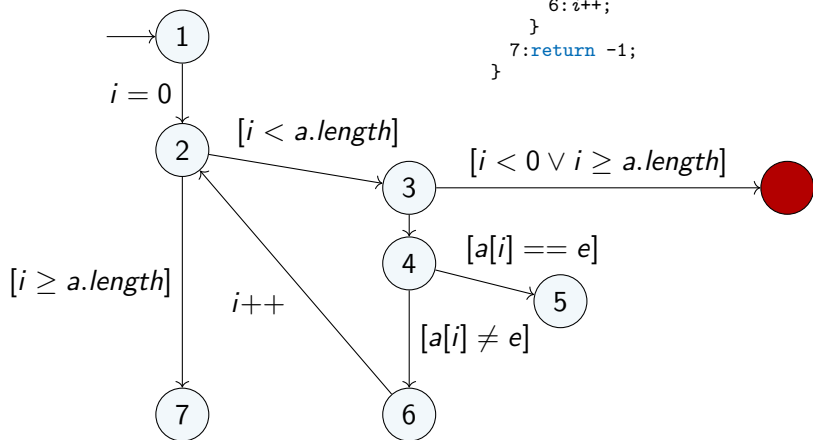 6: i++;
}
7:return -1;
}
1
i = 0
2
[i < a.length]
3
[i < 0 ∨ i ≥ a.length]
4
[a[i] == e]
5
[i ≥ a.length]
i++
[a[i] ≠ e]
7
6